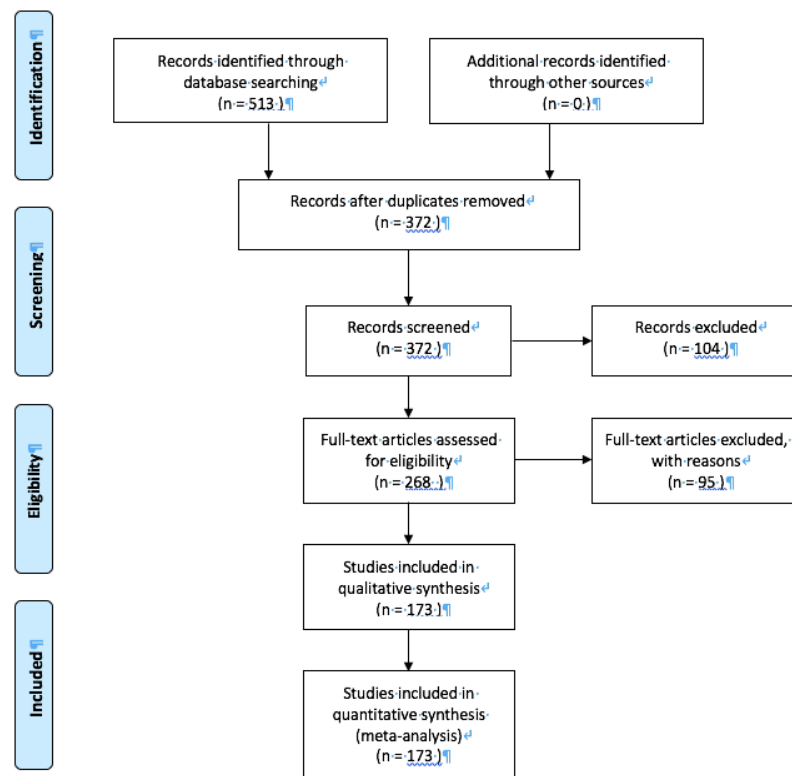 Identification
Records identified through
database searching
(n = 513 )
Additional records identified
through other sources
(n = 0 )
Records after duplicates removed
(n = 372 )
Screening
Records screened
(n = 372 )
Records excluded
(n = 104 )
Eligibility
Full-text articles assessed
for eligibility
(n = 268  )
Full-text articles excluded,
with reasons
(n = 95 )
Studies included in
qualitative synthesis
(n = 173 )
Included
Studies included in
quantitative synthesis
(meta-analysis)
(n = 173 )